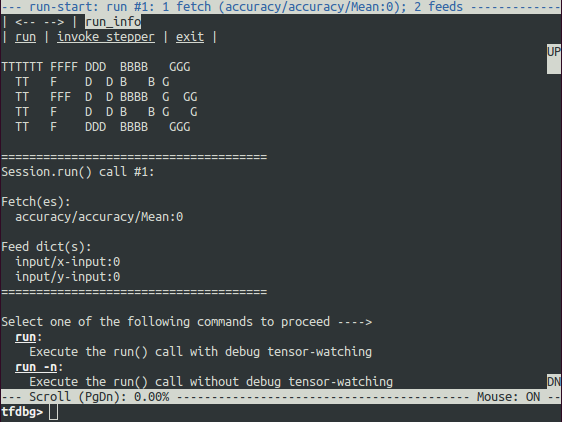 --- run-start: run #1: 1 fetch (accuracy/accuracy/Mean:0); 2 feeds -------------
| <-- --> | run_info
| run | invoke stepper | exit |
UP
TTTTTT FFFF DDD  BBBB   GGG
  TT   F    D  D B   B G
  TT   FFF  D  D BBBB  G  GG
  TT   F    D  D B   B G   G
  TT   F    DDD  BBBB   GGG
======================================
Session.run() call #1:
Fetch(es):
  accuracy/accuracy/Mean:0
Feed dict(s):
  input/x-input:0
  input/y-input:0
======================================
Select one of the following commands to proceed ---->
  run:
    Execute the run() call with debug tensor-watching
  run -n:
    Execute the run() call without debug tensor-watching
DN
--- Scroll (PgDn): 0.00% ------------------------------------------ Mouse: ON --
tfdbg>